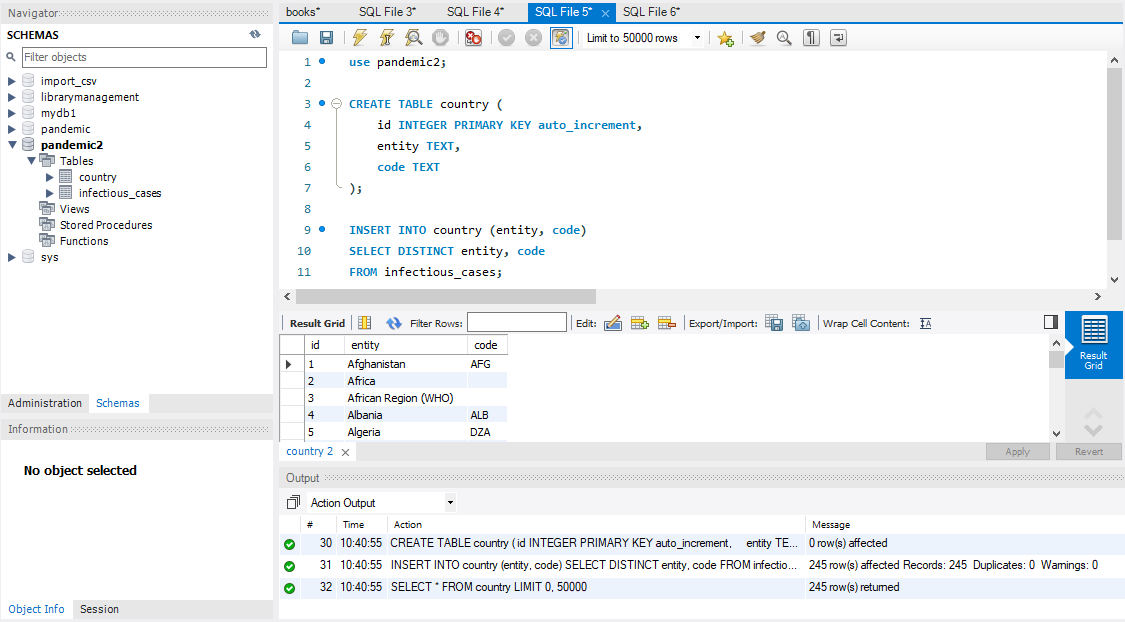 Navigator
books* SQL File 3* SQL File 4* SQL File 5* SQL File 6*
SCHEMAS
Filter objects
import_csv
librarymanagement
mydb1
pandemic
pandemic2
Tables
country
infectious_cases
Views
Stored Procedures
Functions
sys
Administration Schemas
Information
No object selected
Object Info Session
Limit to 50000 rows
1 use pandemic2;
2
3 CREATE TABLE country (
4 id INTEGER PRIMARY KEY auto_increment,
5 entity TEXT,
6 code TEXT
7 );
8
9 INSERT INTO country (entity, code)
10 SELECT DISTINCT entity, code
11 FROM infectious_cases;
Result Grid Filter Rows: Edit: Export/Import: Wrap Cell Content:
id entity code
1 Afghanistan AFG
2 Africa
3 African Region (WHO)
4 Albania ALB
5 Algeria DZA
Result
Grid
country 2 Apply Revert
Output
Action Output
# Time Action Message
30 10:40:55 CREATE TABLE country ( id INTEGER PRIMARY KEY auto_increment, entity TE... 0 row(s) affected
31 10:40:55 INSERT INTO country (entity, code) SELECT DISTINCT entity, code FROM infectio... 245 row(s) affected Records: 245 Duplicates: 0 Warnings: 0
32 10:40:55 SELECT * FROM country LIMIT 0, 50000 245 row(s) returned